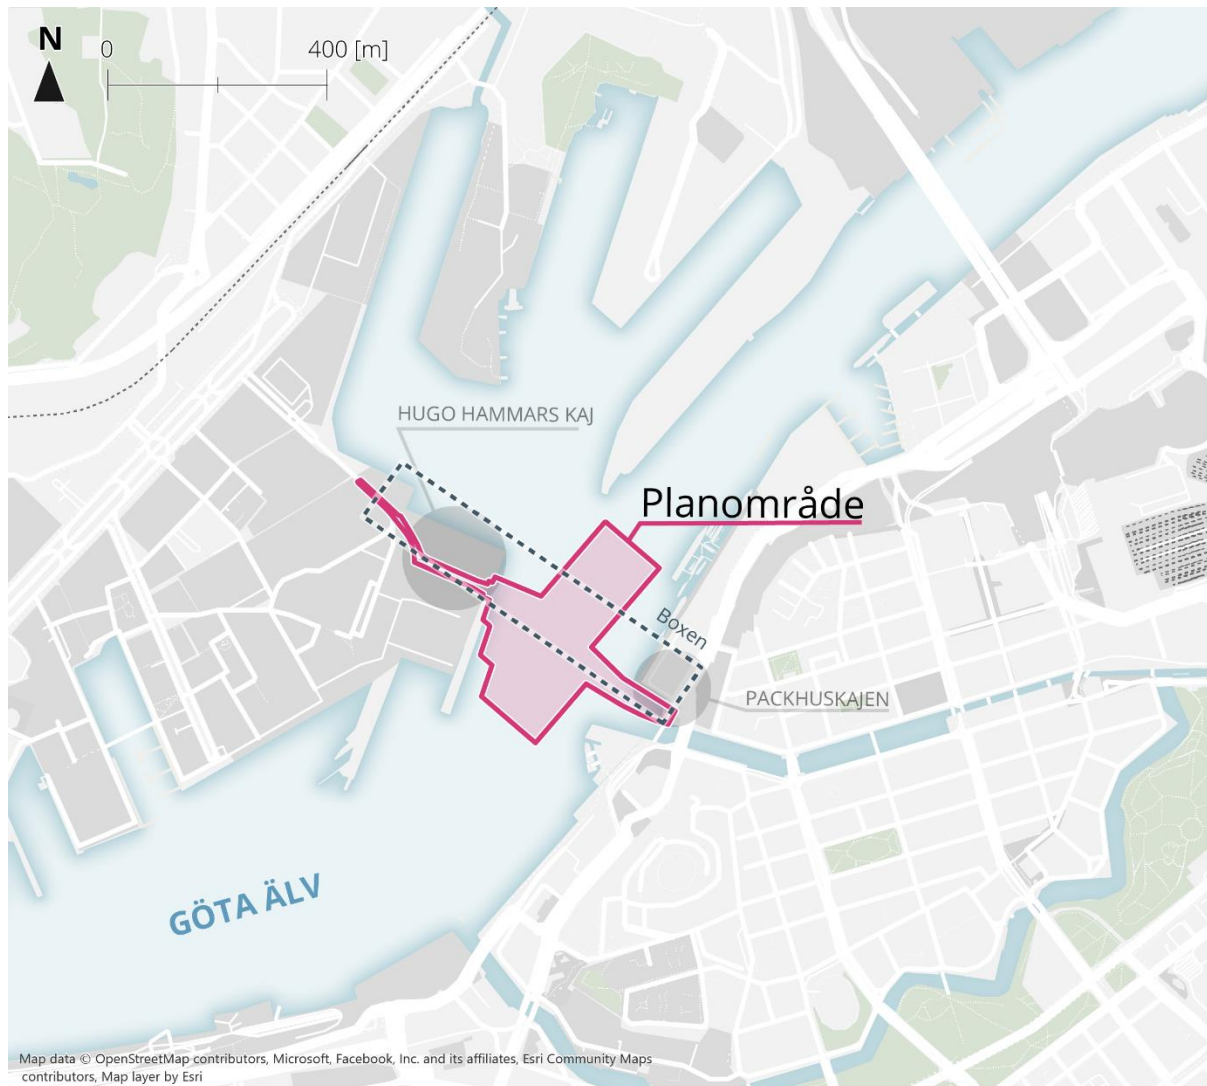 N
0 400 [m]
HUGO HAMMARS KAJ
Planområde
Boxen
PACKHUSKAJEN
GÖTA ÄLV
Map data © OpenStreetMap contributors, Microsoft, Facebook, Inc. and its affiliates, Esri Community Maps
contributors, Map layer by Esri